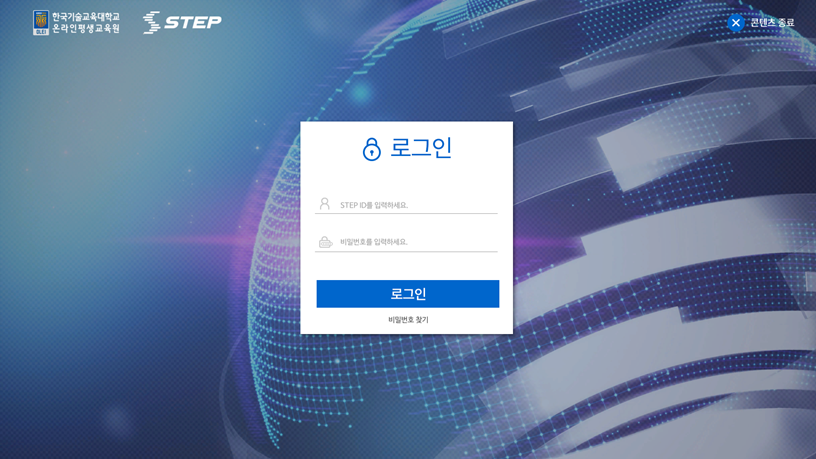 한국기술교육대학교
온라인평생교육원
STEP
콘텐츠 종료
로그인
STEP ID를 입력하세요.
비밀번호를 입력하세요.
로그인
비밀번호 찾기